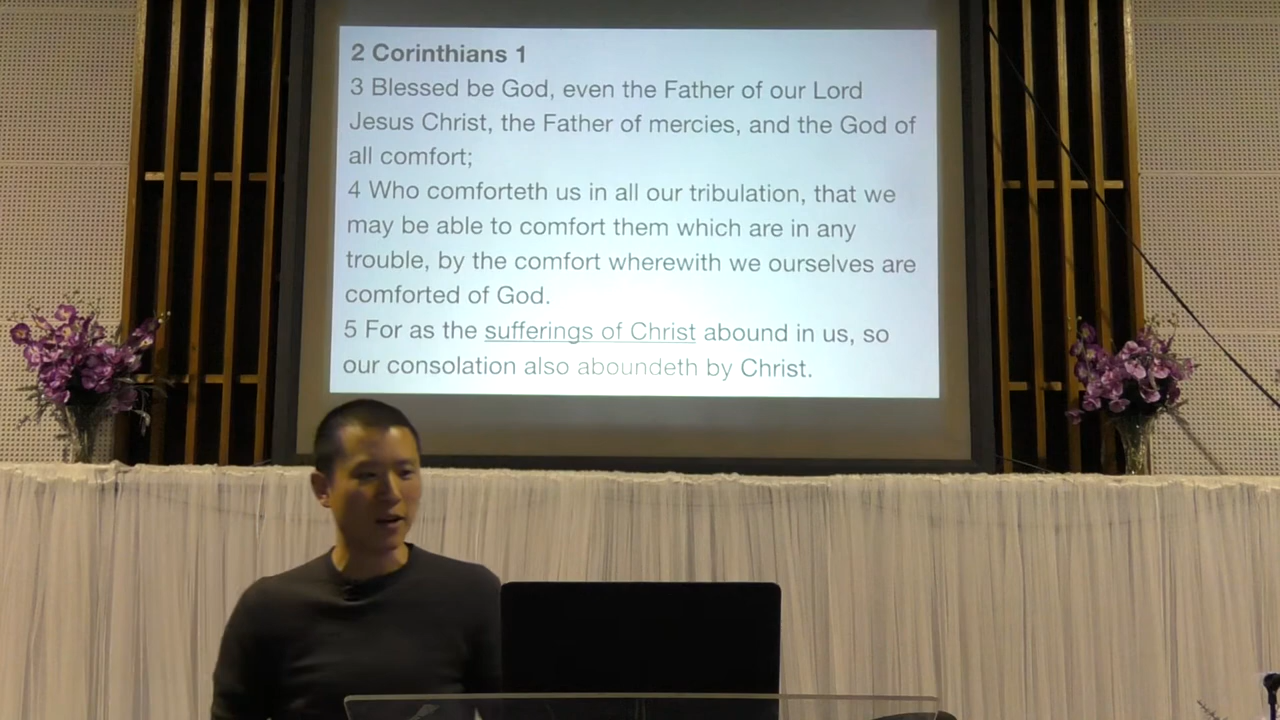 2 Corinthians 1
3 Blessed be God, even the Father of our Lord
Jesus Christ, the Father of mercies, and the God of
all comfort;
4 Who comforteth us in all our tribulation, that we
may be able to comfort them which are in any
trouble, by the comfort wherewith we ourselves are
comforted of God.
5 For as the sufferings of Christ abound in us, so
our consolation also aboundeth by Christ.